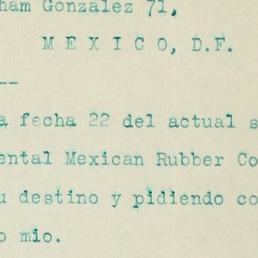 ham Gonzalez 71,
M E X I C O, D.F.
--
a fecha 22 del actual s
ental Mexican Rubber Co
u destino y pidiendo co
o mio.